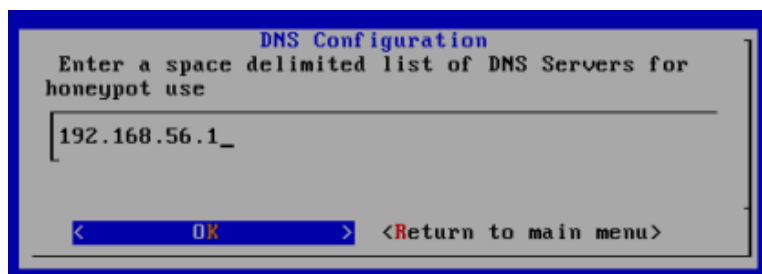 DNS Configuration
Enter a space delimited list of DNS Servers for
honeypot use
192.168.56.1_
< OK > <Return to main menu>